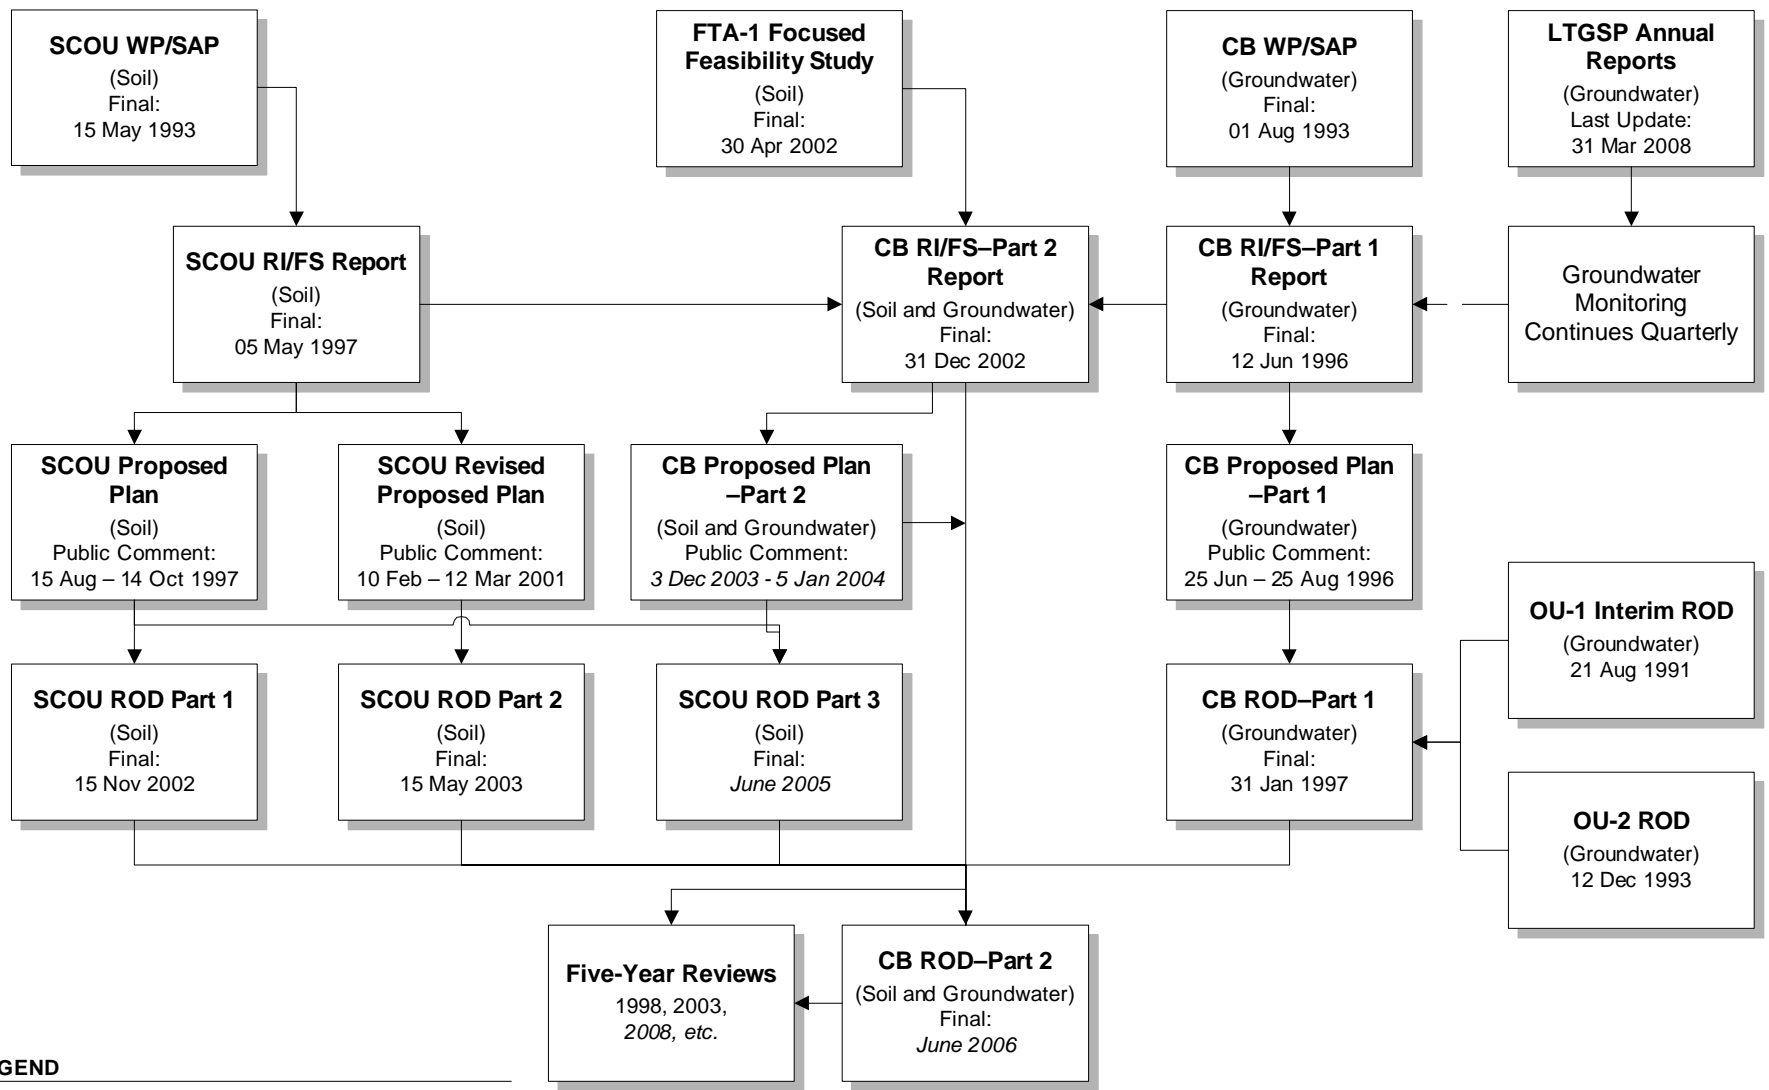 SCOU WP/SAP
(Soil)
Final:
15 May 1993
FTA-1 Focused
Feasibility Study
(Soil)
Final:
30 Apr 2002
CB WP/SAP
(Groundwater)
Final:
01 Aug 1993
LTGSP Annual
Reports
(Groundwater)
Last Update:
31 Mar 2008
SCOU RI/FS Report
(Soil)
Final:
05 May 1997
CB RI/FS–Part 2
Report
(Soil and Groundwater)
Final:
31 Dec 2002
CB RI/FS–Part 1
Report
(Groundwater)
Final:
12 Jun 1996
Groundwater
Monitoring
Continues Quarterly
SCOU Proposed
Plan
(Soil)
Public Comment:
15 Aug – 14 Oct 1997
SCOU Revised
Proposed Plan
(Soil)
Public Comment:
10 Feb – 12 Mar 2001
CB Proposed Plan
–Part 2
(Soil and Groundwater)
Public Comment:
3 Dec 2003 - 5 Jan 2004
CB Proposed Plan
–Part 1
(Groundwater)
Public Comment:
25 Jun – 25 Aug 1996
OU-1 Interim ROD
(Groundwater)
21 Aug 1991
SCOU ROD Part 1
(Soil)
Final:
15 Nov 2002
SCOU ROD Part 2
(Soil)
Final:
15 May 2003
SCOU ROD Part 3
(Soil)
Final:
June 2005
CB ROD–Part 1
(Groundwater)
Final:
31 Jan 1997
OU-2 ROD
(Groundwater)
12 Dec 1993
Five-Year Reviews
1998, 2003,
2008, etc.
CB ROD–Part 2
(Soil and Groundwater)
Final:
June 2006
GEND